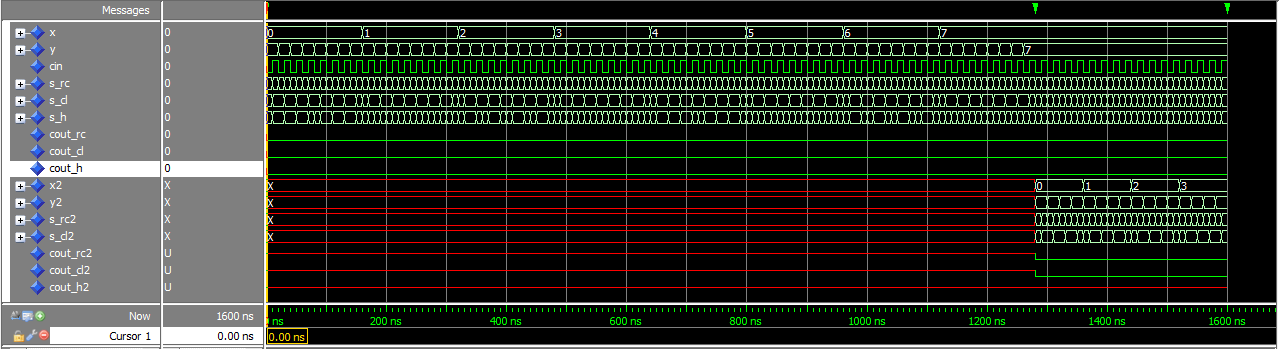 Messages
x 0 0 1 2 3 4 5 6 7
y 0 7
cin 0
s_rc 0
s_cl 0
s_h 0
cout_rc 0
cout_cl 0
cout_h 0
x2 X X 0 1 2 3
y2 X X
s_rc2 X X
s_cl2 X X
cout_rc2 U
cout_cl2 U
cout_h2 U
Now 1600 ns ns 200 ns 400 ns 600 ns 800 ns 1000 ns 1200 ns 1400 ns 1600 ns
Cursor 1 0.00 ns 0.00 ns